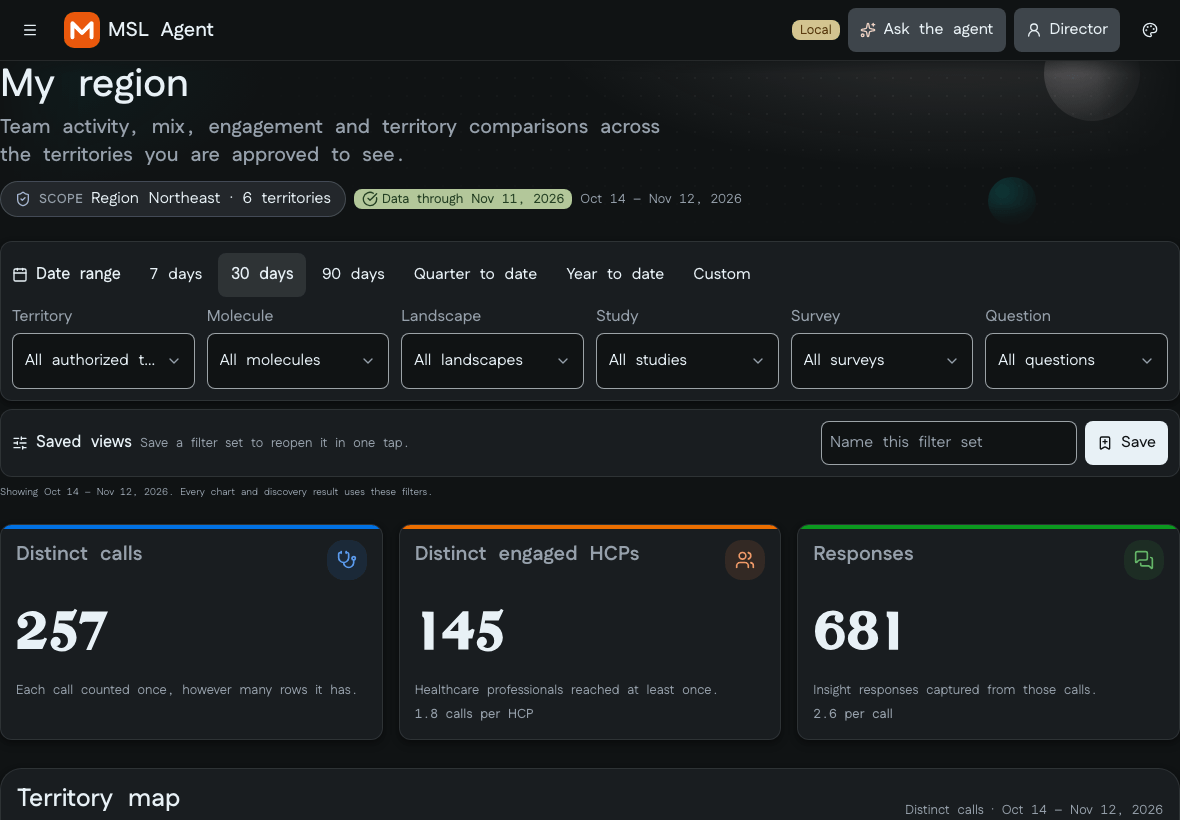 MSL Agent
Local
Ask the agent
Director
My region
Team activity, mix, engagement and territory comparisons across
the territories you are approved to see.
SCOPE Region Northeast · 6 territories
Data through Nov 11, 2026
Oct 14 – Nov 12, 2026
Date range
7 days
30 days
90 days
Quarter to date
Year to date
Custom
Territory
Molecule
Landscape
Study
Survey
Question
All authorized t...
All molecules
All landscapes
All studies
All surveys
All questions
Saved views
Save a filter set to reopen it in one tap.
Name this filter set
Save
Showing Oct 14 – Nov 12, 2026. Every chart and discovery result uses these filters.
Distinct calls
257
Each call counted once, however many rows it has.
Distinct engaged HCPs
145
Healthcare professionals reached at least once.
1.8 calls per HCP
Responses
681
Insight responses captured from those calls.
2.6 per call
Territory map
Distinct calls · Oct 14 – Nov 12, 2026